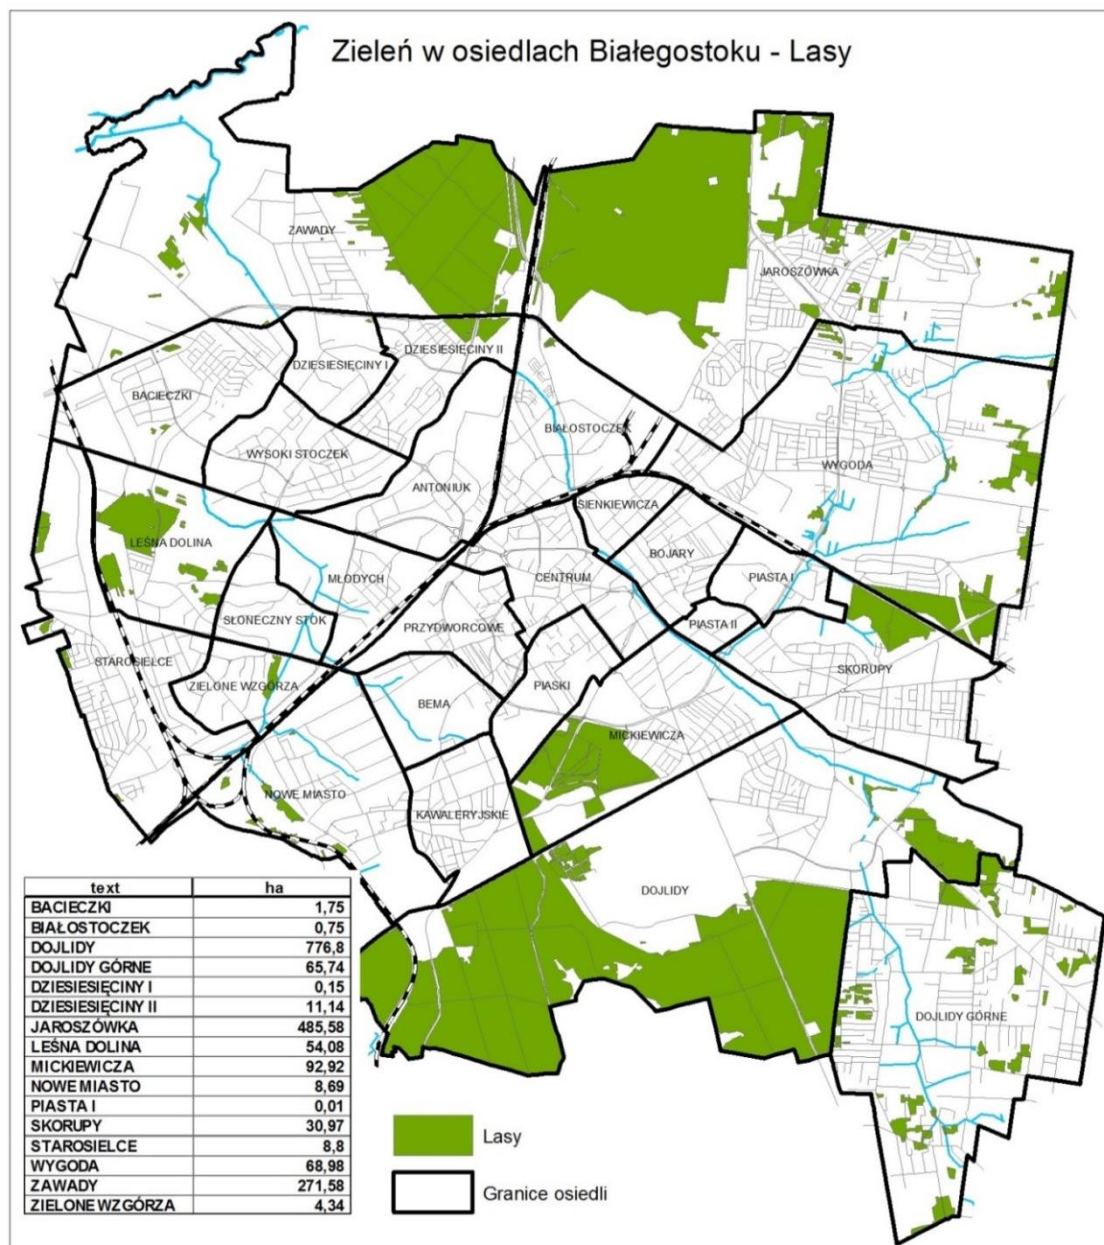 Zieleń w osiedlach Białegostoku - Lasy
ZAWADY
JAROSZÓWKA
DZIESIESIĘCINY II
DZIESIESIĘCINY I
BACIECZKI
BIAŁOSTOCZEK
WYSOKI STOCZEK
WYGODA
ANTONIUK
SIENKIEWICZA
LEŚNA DOLINA
BOJARY
MŁODYCH
CENTRUM
PIASTA I
SŁONECZNY STOK
PRZYDWORCOWE
PIASTA II
STAROSIELCE
SKORUPY
ZIELONE WZGÓRZA
PIASKI
BEMA
MICKIEWICZA
NOWE MIASTO
KAWALERYJSKIE
DOJLIDY
DOJLIDY GÓRNE
text ha
BACIECZKI 1,75
BIAŁOSTOCZEK 0,75
DOJLIDY 776,8
DOJLIDY GÓRNE 65,74
DZIESIESIĘCINY I 0,15
DZIESIESIĘCINY II 11,14
JAROSZÓWKA 485,58
LEŚNA DOLINA 54,08
MICKIEWICZA 92,92
NOWE MIASTO 8,69
PIASTA I 0,01
SKORUPY 30,97
STAROSIELCE 8,8
WYGODA 68,98
ZAWADY 271,58
ZIELONE WZGÓRZA 4,34
Lasy
Granice osiedli